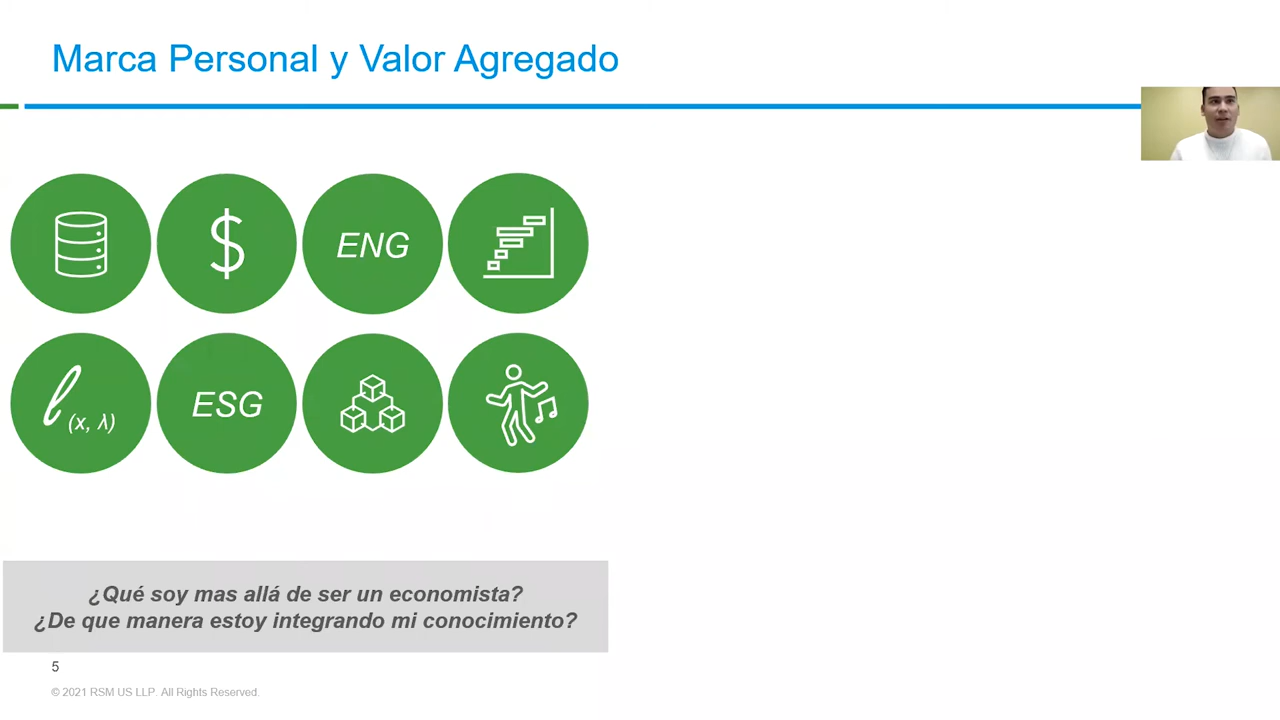 Marca Personal y Valor Agregado
$
ENG
ℓ (x, λ)
ESG
¿Qué soy mas allá de ser un economista?
¿De que manera estoy integrando mi conocimiento?
5
© 2021 RSM US LLP. All Rights Reserved.